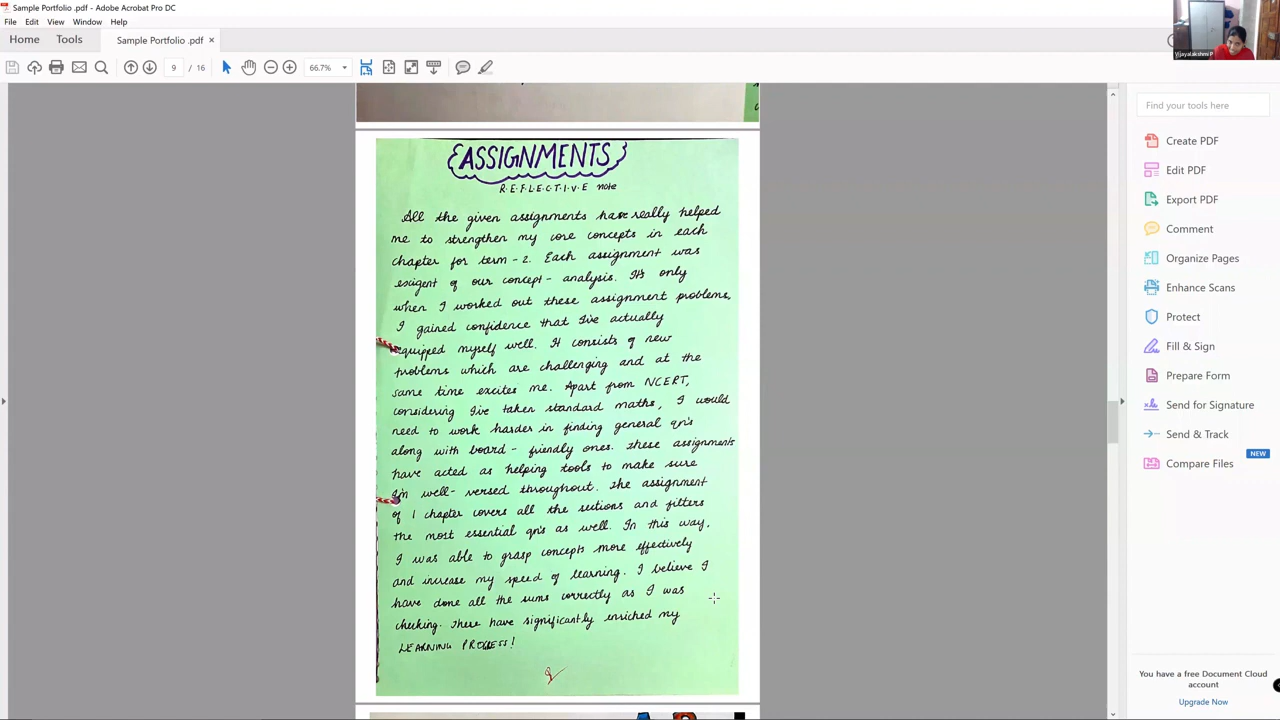 Sample Portfolio .pdf - Adobe Acrobat Pro DC
File Edit View Window Help
Home Tools Sample Portfolio .pdf ×
9 / 16 66.7%
Vijayalakshmi P
Find your tools here
Create PDF
Edit PDF
Export PDF
Comment
Organize Pages
Enhance Scans
Protect
Fill & Sign
Prepare Form
Send for Signature
Send & Track
Compare Files
NEW
You have a free Document Cloud
account
Upgrade Now
ASSIGNMENTS
R·E·F·L·E·C·T·I·V·E note
All the given assignments have really helped
me to strengthen my core concepts in each
chapter for term - 2. Each assignment was
exigent of our concept - analysis. It's only
when I worked out these assignment problems,
I gained confidence that I've actually
equipped myself well. It consists of new
problems which are challenging and at the
same time excites me. Apart from NCERT,
considering I've taken standard maths, I would
need to work harder in finding general qn's
along with board - friendly ones. These assignments
have acted as helping tools to make sure
I'm well - versed throughout. The assignment
of 1 chapter covers all the sections and filters
the most essential qn's as well. In this way,
I was able to grasp concepts more effectively
and increase my speed of learning. I believe I
have done all the sums correctly as I was
checking. These have significantly enriched my
LEARNING PROCESS!